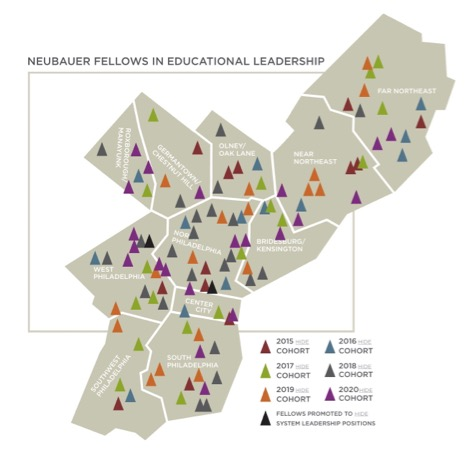 NEUBAUER FELLOWS IN EDUCATIONAL LEADERSHIP
FAR NORTHEAST
ROXBOROUGH/
MANAYUNK
GERMANTOWN/
CHESTNUT HILL
OLNEY/
OAK LANE
NEAR
NORTHEAST
NORTH
PHILADELPHIA
BRIDESBURG/
KENSINGTON
WEST
PHILADELPHIA
CENTER
CITY
SOUTHWEST
PHILADELPHIA
SOUTH
PHILADELPHIA
2015 HIDE
COHORT
2016 HIDE
COHORT
2017 HIDE
COHORT
2018 HIDE
COHORT
2019 HIDE
COHORT
2020 HIDE
COHORT
FELLOWS PROMOTED TO HIDE
SYSTEM LEADERSHIP POSITIONS